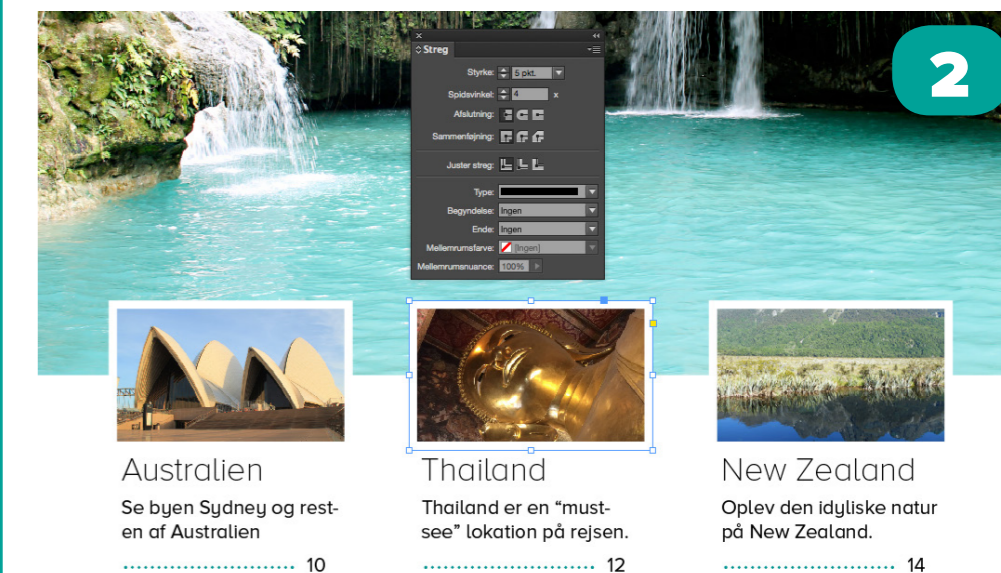 2
Streg
Styrke: 5 pkt.
Spidsvinkel: 4 x
Afslutning:
Sammenføjning:
Juster streg:
Type:
Begyndelse: Ingen
Ende: Ingen
Mellemrumsfarve: [Ingen]
Mellemrumsnuance: 100%
Australien
Se byen Sydney og rest-
en af Australien
10
Thailand
Thailand er en “must-
see” lokation på rejsen.
12
New Zealand
Oplev den idyliske natur
på New Zealand.
14